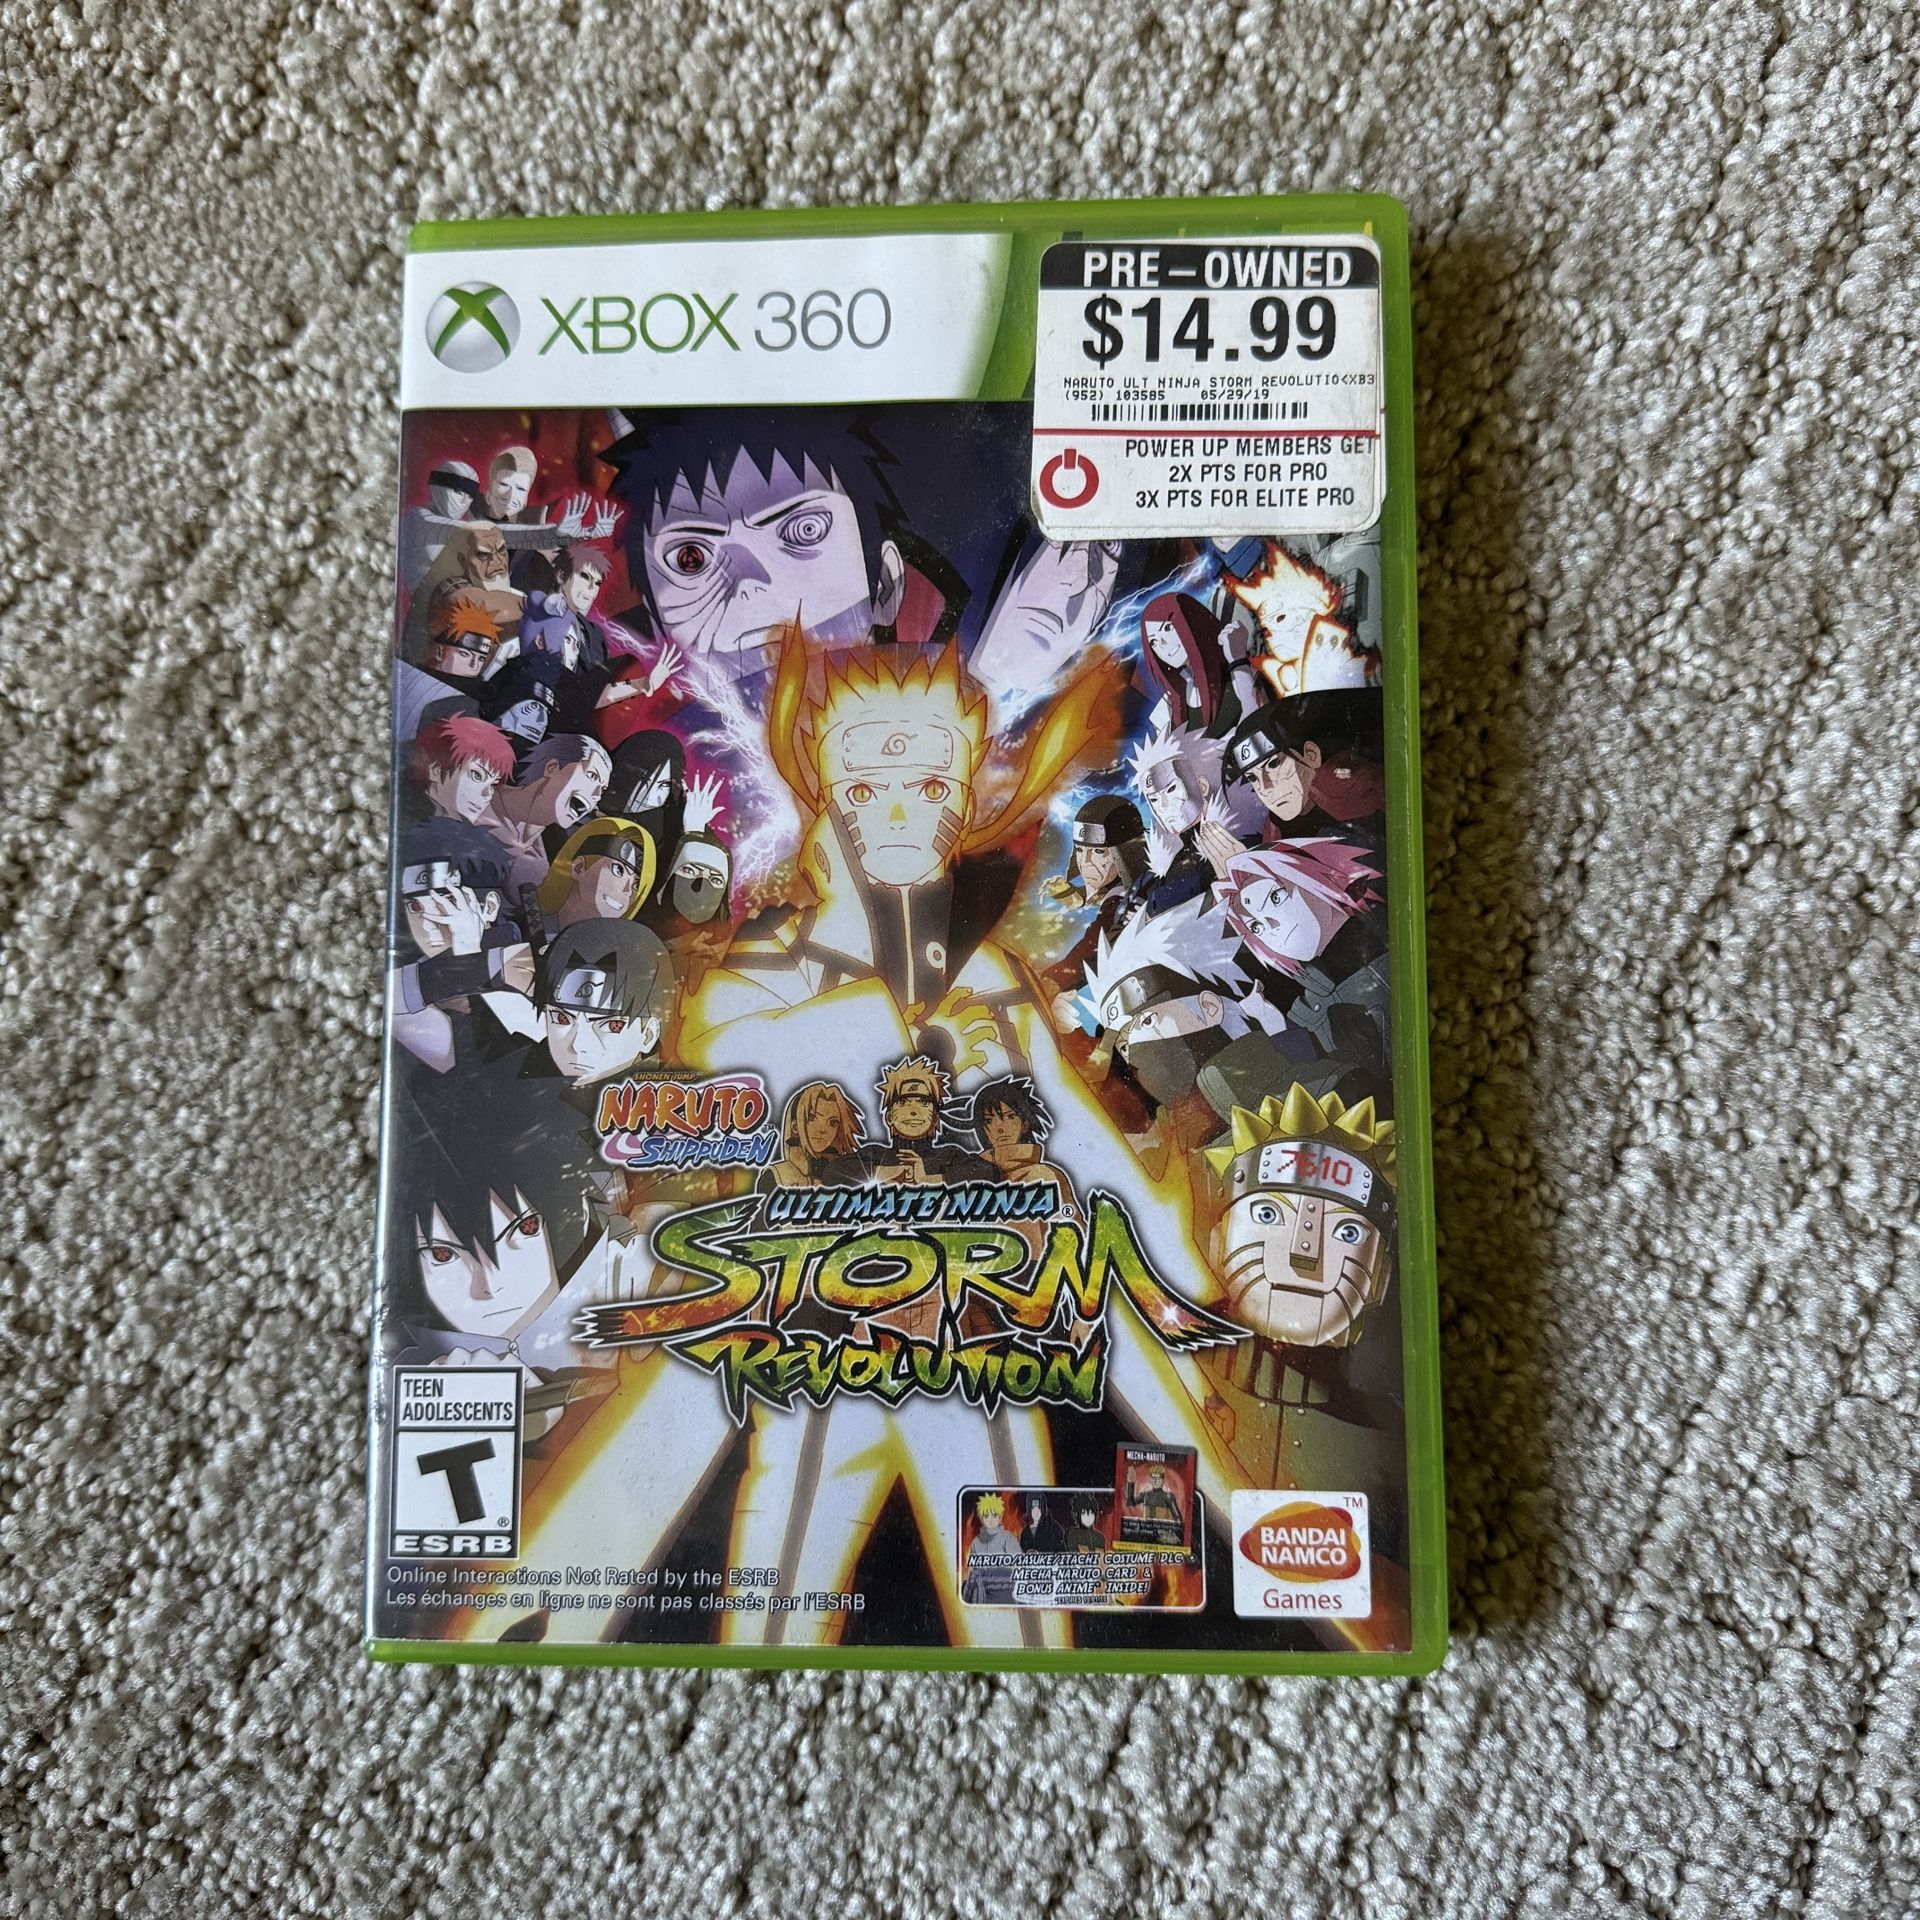 XBOX 360
PRE-OWNED
$14.99
NARUTO ULT NINJA STORM REVOLUTIO<XB3
(952) 103585 05/29/19
POWER UP MEMBERS GET
2X PTS FOR PRO
3X PTS FOR ELITE PRO
SHONEN JUMP
NARUTO™
SHIPPUDEN
ULTIMATE NINJA®
STORM
REVOLUTION
7610
TEEN
ADOLESCENTS
T
®
ESRB
Online Interactions Not Rated by the ESRB
Les échanges en ligne ne sont pas classés par l'ESRB
MECHA-NARUTO
NARUTO/SASUKE/ITACHI COSTUME DLC •
MECHA-NARUTO CARD &
BONUS ANIME* INSIDE!
BANDAI
NAMCO
™
Games